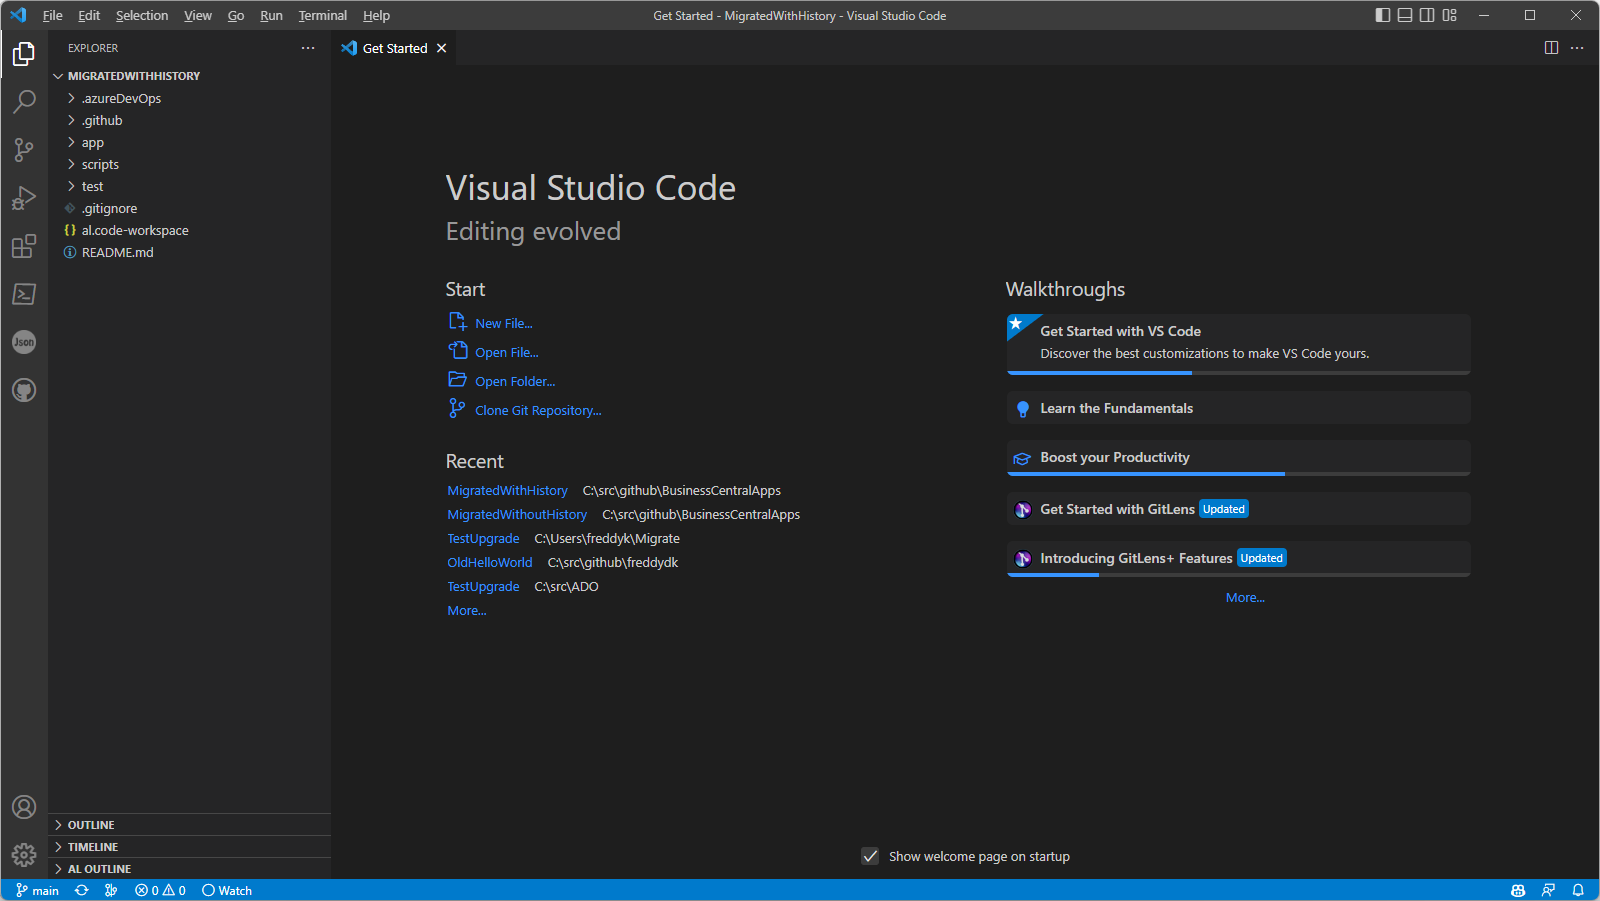 File Edit Selection View Go Run Terminal Help
Get Started - MigratedWithHistory - Visual Studio Code
EXPLORER
Get Started
MIGRATEDWITHHISTORY
.azureDevOps
.github
app
scripts
test
.gitignore
{} al.code-workspace
README.md
Json
OUTLINE
TIMELINE
AL OUTLINE
Visual Studio Code
Editing evolved
Start
New File...
Open File...
Open Folder...
Clone Git Repository...
Recent
MigratedWithHistory C:\src\github\BusinessCentralApps
MigratedWithoutHistory C:\src\github\BusinessCentralApps
TestUpgrade C:\Users\freddyk\Migrate
OldHelloWorld C:\src\github\freddydk
TestUpgrade C:\src\ADO
More...
Walkthroughs
Get Started with VS Code
Discover the best customizations to make VS Code yours.
Learn the Fundamentals
Boost your Productivity
Get Started with GitLens Updated
Introducing GitLens+ Features Updated
More...
Show welcome page on startup
main 0 0 Watch